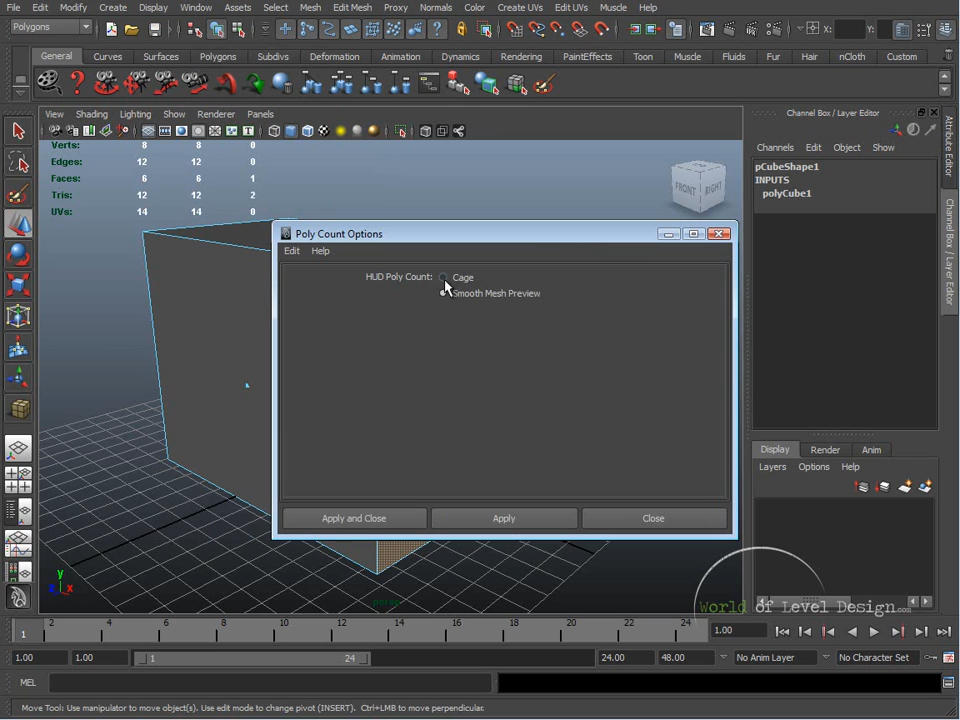 File Edit Modify Create Display Window Assets Select Mesh Edit Mesh Proxy Normals Color Create UVs Edit UVs Muscle Help
Polygons X: Y:
General Curves Surfaces Polygons Subdivs Deformation Animation Dynamics Rendering PaintEffects Toon Muscle Fluids Fur Hair nCloth Custom
View Shading Lighting Show Renderer Panels
Channel Box / Layer Editor
Channels Edit Object Show
pCubeShape1
INPUTS
polyCube1
Attribute Editor
Channel Box / Layer Editor
Verts: 8 8 0
Edges: 12 12 0
Faces: 6 6 1
Tris: 12 12 2
UVs: 14 14 0
FRONT RIGHT
Poly Count Options
Edit Help
HUD Poly Count: Cage
Smooth Mesh Preview
Apply and Close Apply Close
Display Render Anim
Layers Options Help
y
z x
persp
World of Level Design.com
1 2 4 6 8 10 12 14 16 18 20 22 24 1.00
1.00 1.00 1 24 24.00 48.00 No Anim Layer No Character Set
MEL
Move Tool: Use manipulator to move object(s). Use edit mode to change pivot (INSERT). Ctrl+LMB to move perpendicular.